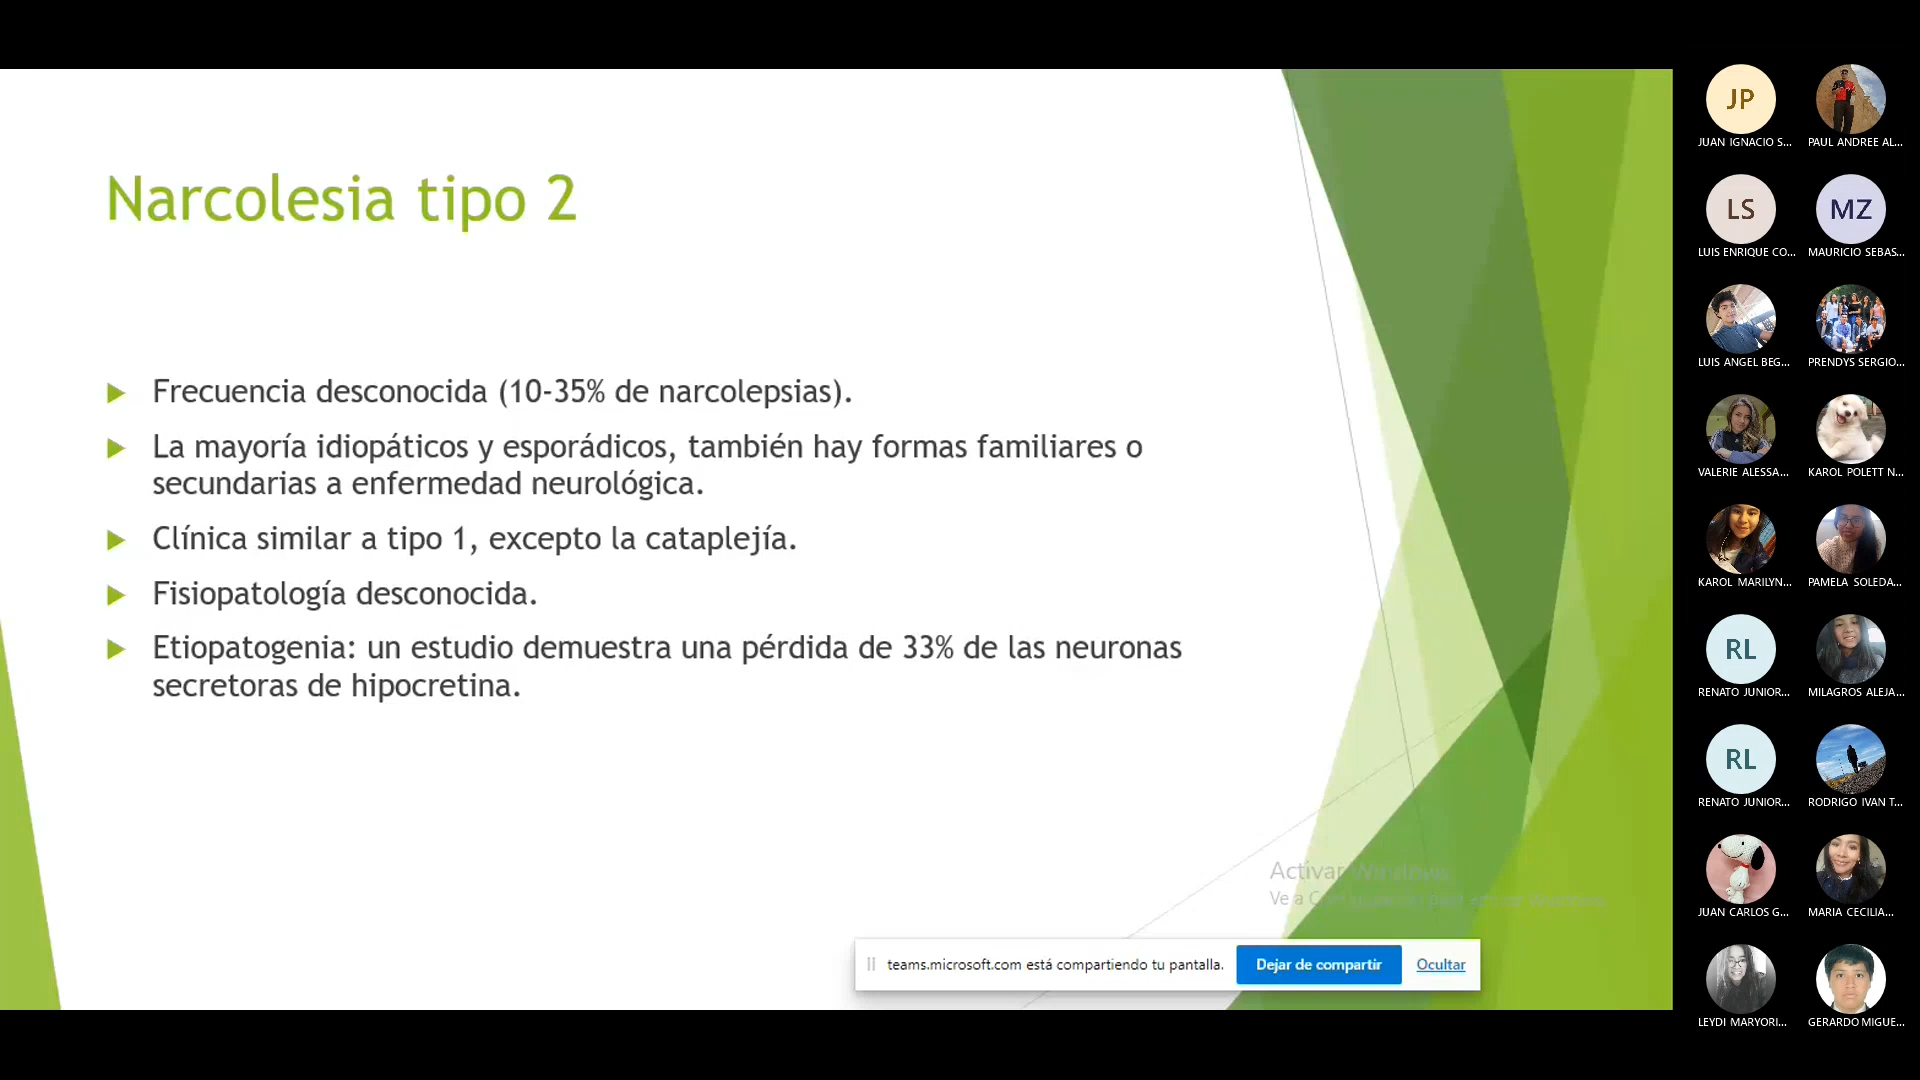 Narcolesia tipo 2
Frecuencia desconocida (10-35% de narcolepsias).
La mayoría idiopáticos y esporádicos, también hay formas familiares o
secundarias a enfermedad neurológica.
Clínica similar a tipo 1, excepto la cataplejía.
Fisiopatología desconocida.
Etiopatogenia: un estudio demuestra una pérdida de 33% de las neuronas
secretoras de hipocretina.
Activar Windows
Ve a
teams.microsoft.com está compartiendo tu pantalla.
Dejar de compartir
Ocultar
JP
JUAN IGNACIO S...
PAUL ANDREE AL...
LS
LUIS ENRIQUE CO...
MZ
MAURICIO SEBAS...
LUIS ANGEL BEG...
PRENDYS SERGIO...
VALERIE ALESSA...
KAROL POLETT N...
KAROL MARILYN...
PAMELA SOLEDA...
RL
RENATO JUNIOR...
MILAGROS ALEJA...
RL
RENATO JUNIOR...
RODRIGO IVAN T...
JUAN CARLOS G...
MARIA CECILIA...
LEYDI MARYORI...
GERARDO MIGUE...